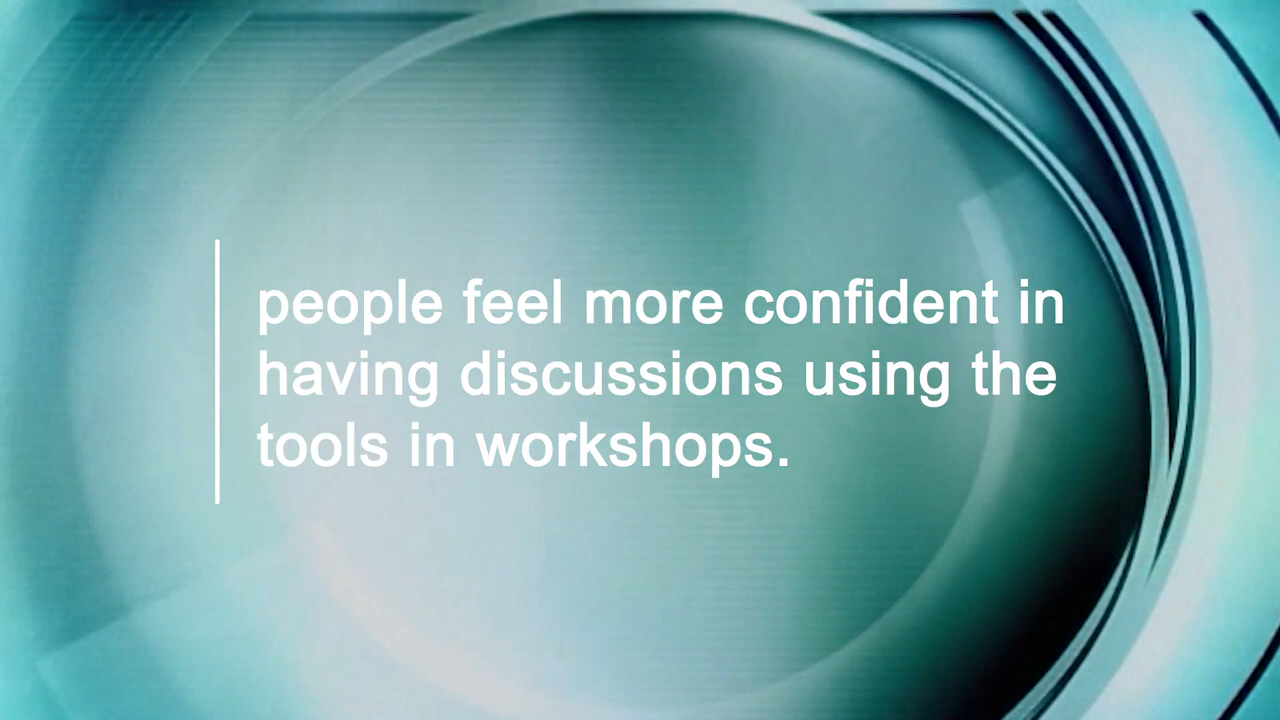 people feel more confident in
having discussions using the
tools in workshops.